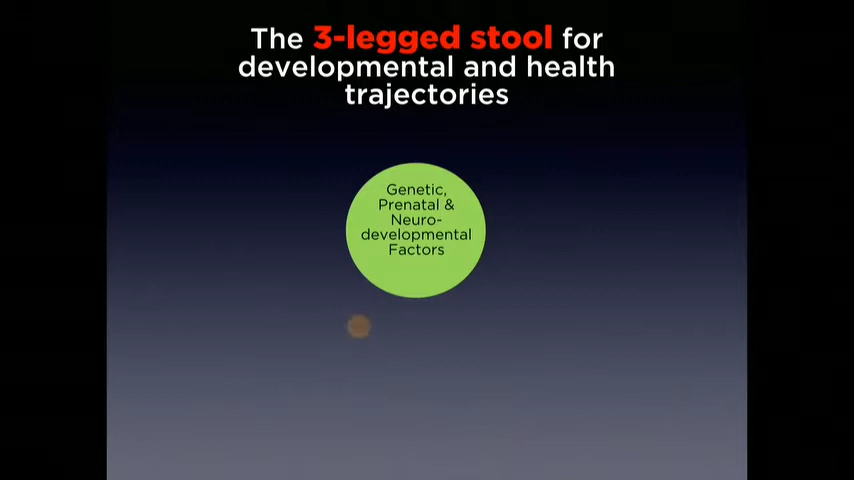 The 3-legged stool for
developmental and health
trajectories
Genetic,
Prenatal &
Neuro-
developmental
Factors